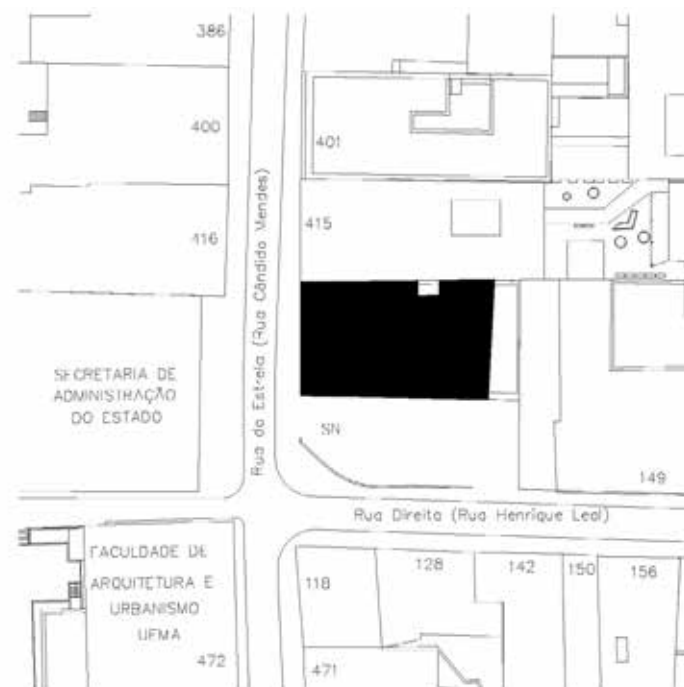 386
400
401
416
415
Rua da Estrela (Rua Cândido Mendes)
SECRETARIA DE
ADMINISTRAÇÃO
DO ESTADO
SN
149
Rua Direita (Rua Henrique Leal)
FACULDADE DE
ARQUITETURA E
URBANISMO
UFMA
472
118
128
142
150
156
471